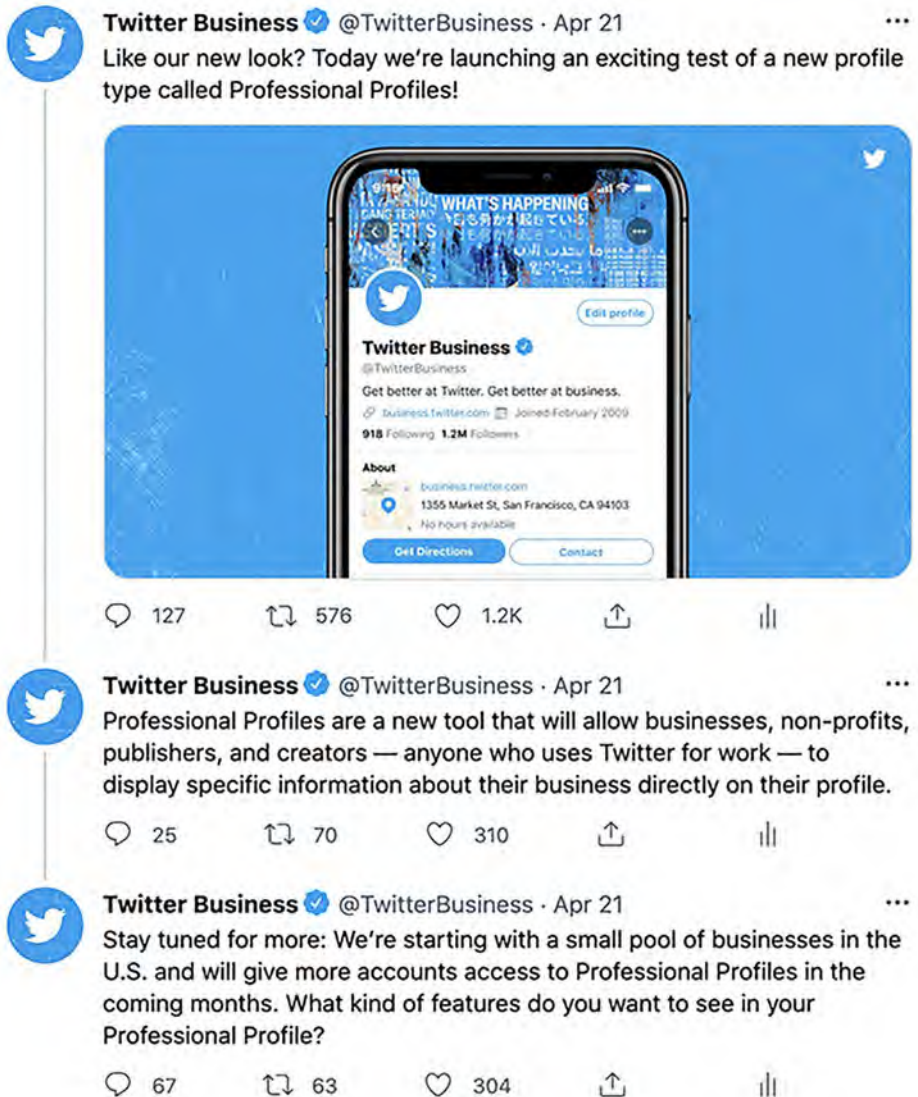 Twitter Business @TwitterBusiness · Apr 21
Like our new look? Today we're launching an exciting test of a new profile
type called Professional Profiles!
WHAT'S HAPPENING
Edit profile
Twitter Business
@TwitterBusiness
Get better at Twitter. Get better at business.
business.twitter.com Joined February 2009
918 Following 1.2M Followers
About
business.twitter.com
1355 Market St, San Francisco, CA 94103
No hours available
Get Directions Contact
127 576 1.2K
Twitter Business @TwitterBusiness · Apr 21
Professional Profiles are a new tool that will allow businesses, non-profits,
publishers, and creators — anyone who uses Twitter for work — to
display specific information about their business directly on their profile.
25 70 310
Twitter Business @TwitterBusiness · Apr 21
Stay tuned for more: We're starting with a small pool of businesses in the
U.S. and will give more accounts access to Professional Profiles in the
coming months. What kind of features do you want to see in your
Professional Profile?
67 63 304